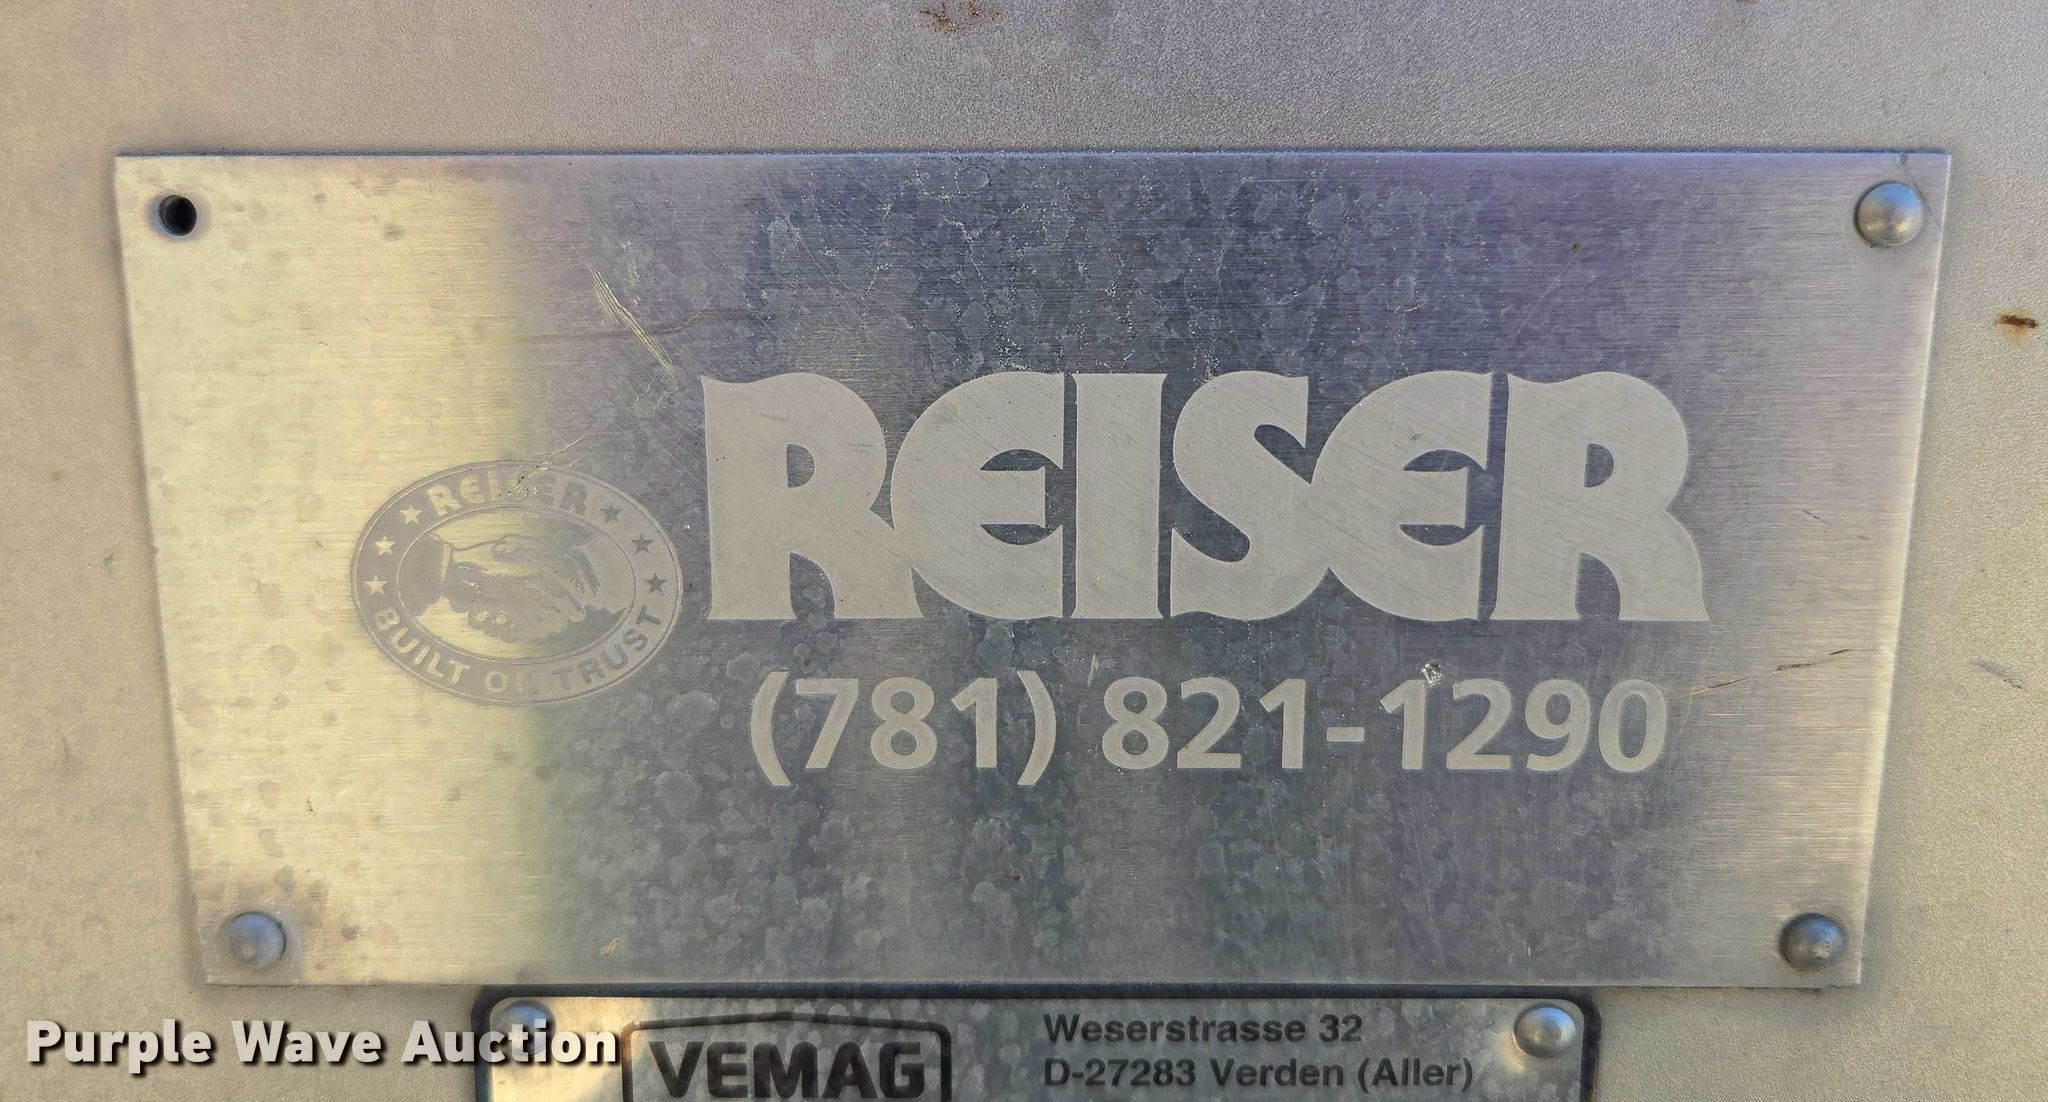 REISER
BUILT ON TRUST
REISER
(781) 821-1290
VEMAG
Weserstrasse 32
D-27283 Verden (Aller)
Purple Wave Auction